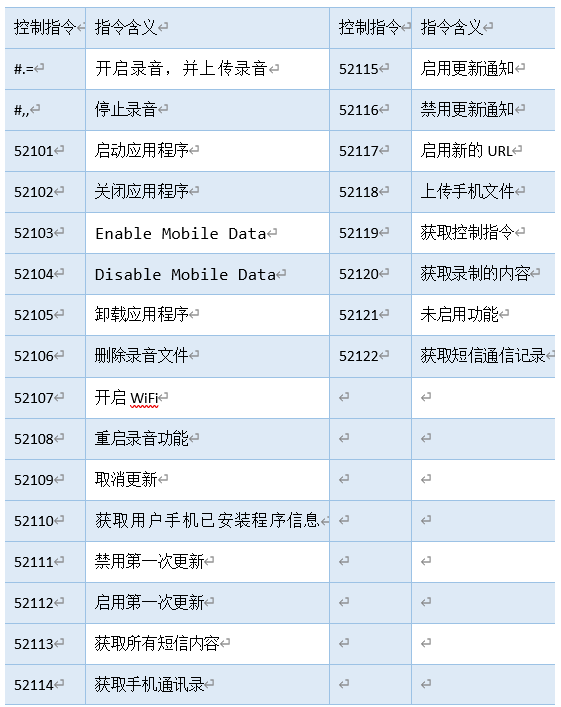 控制指令 指令含义 控制指令 指令含义
#.= 开启录音，并上传录音 52115 启用更新通知
#,, 停止录音 52116 禁用更新通知
52101 启动应用程序 52117 启用新的 URL
52102 关闭应用程序 52118 上传手机文件
52103 Enable Mobile Data 52119 获取控制指令
52104 Disable Mobile Data 52120 获取录制的内容
52105 卸载应用程序 52121 未启用功能
52106 删除录音文件 52122 获取短信通信记录
52107 开启 WiFi
52108 重启录音功能
52109 取消更新
52110 获取用户手机已安装程序信息
52111 禁用第一次更新
52112 启用第一次更新
52113 获取所有短信内容
52114 获取手机通讯录